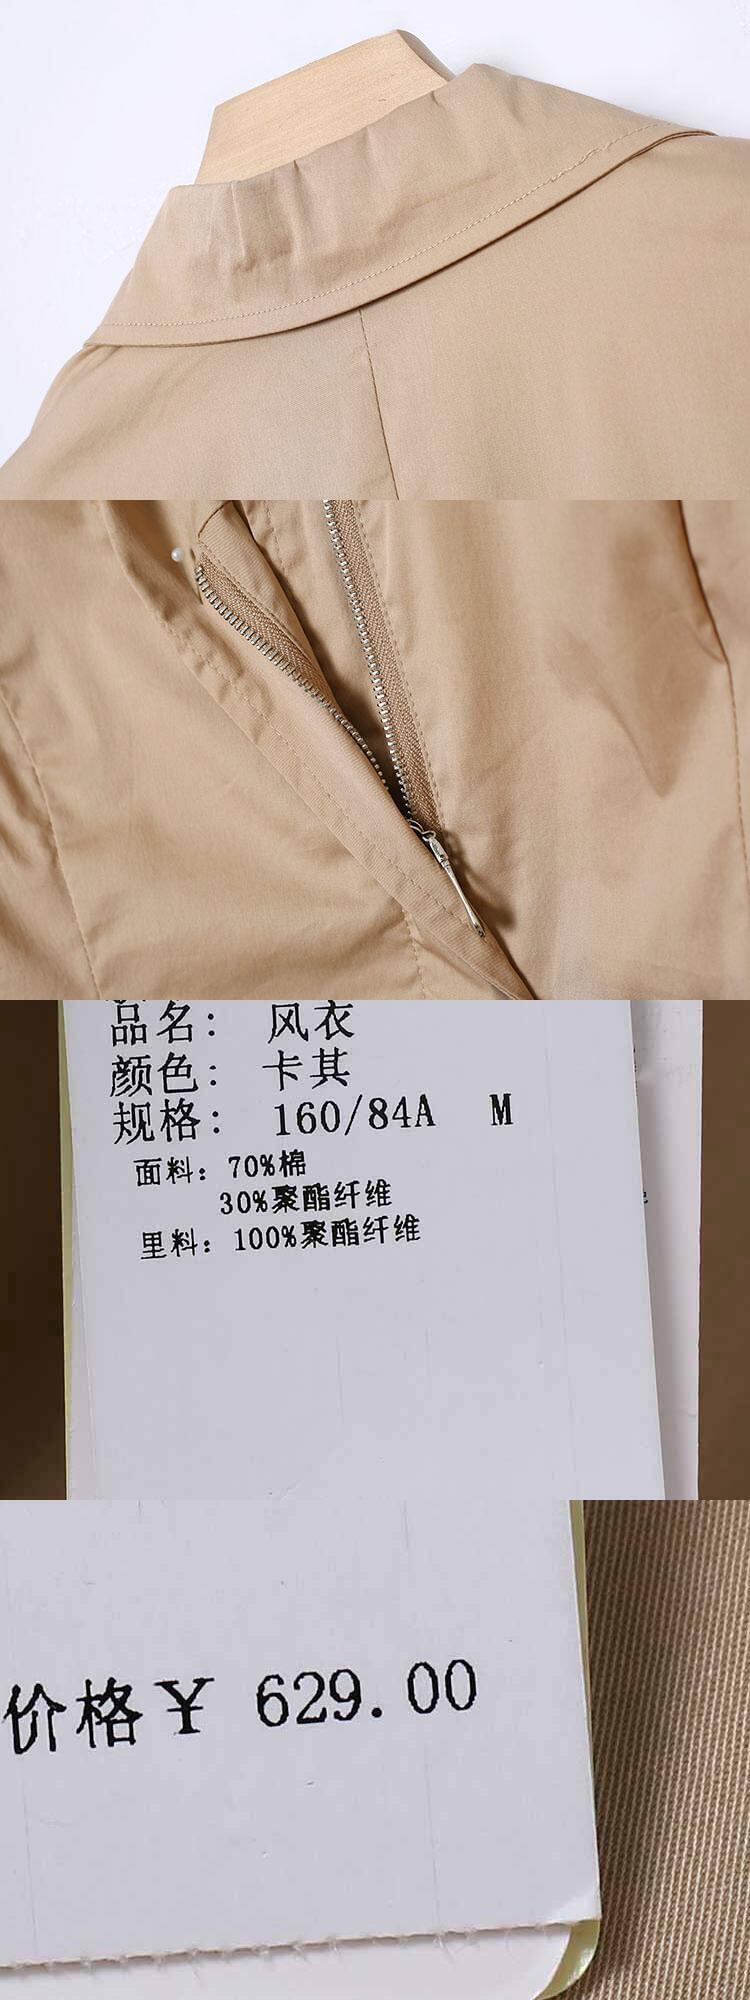 品名： 风衣
颜色： 卡其
规格： 160/84A M
面料：70%棉
30%聚酯纤维
里料：100%聚酯纤维
价格￥ 629.00